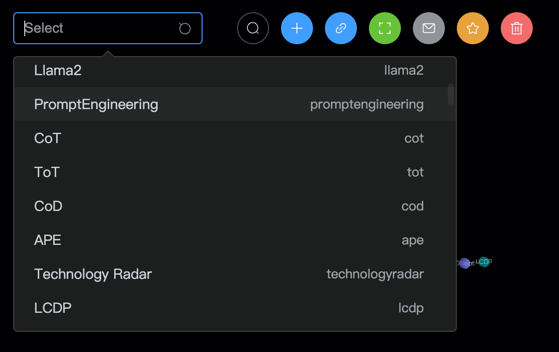 Select
Llama2 llama2
PromptEngineering promptengineering
CoT cot
ToT tot
CoD cod
APE ape
Technology Radar technologyradar
LCDP lcdp
LCDP